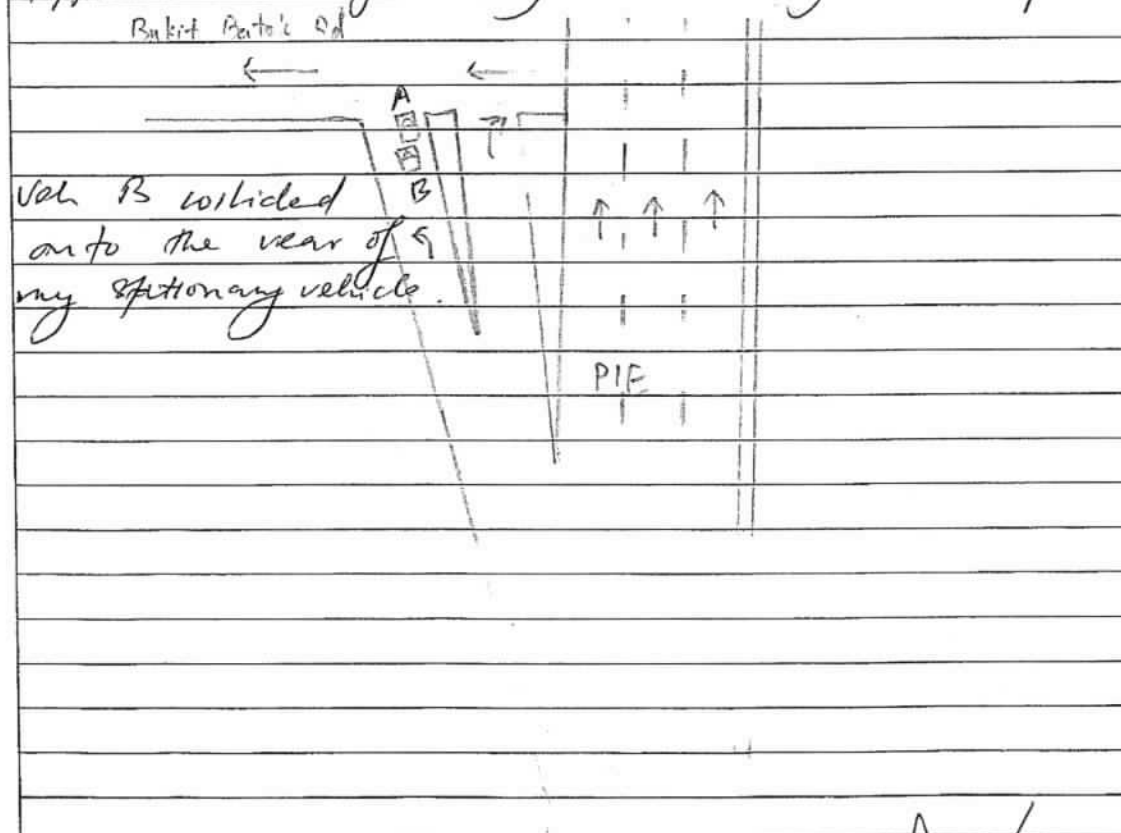 Bukit Batok Rd
A
B
Veh B collided
onto the rear of
my stationary vehicle.
PIE